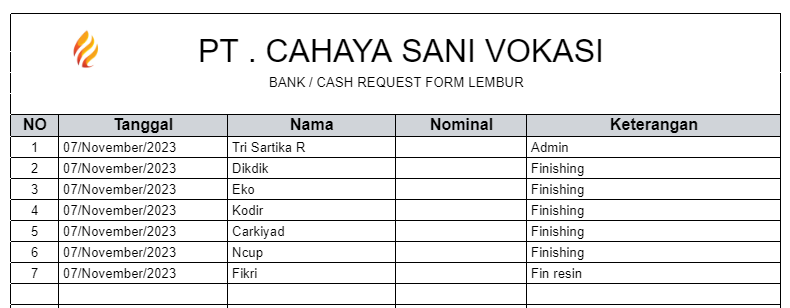 PT . CAHAYA SANI VOKASI
BANK / CASH REQUEST FORM LEMBUR
NO Tanggal Nama Nominal Keterangan
1 07/November/2023 Tri Sartika R Admin
2 07/November/2023 Dikdik Finishing
3 07/November/2023 Eko Finishing
4 07/November/2023 Kodir Finishing
5 07/November/2023 Carkiyad Finishing
6 07/November/2023 Ncup Finishing
7 07/November/2023 Fikri Fin resin